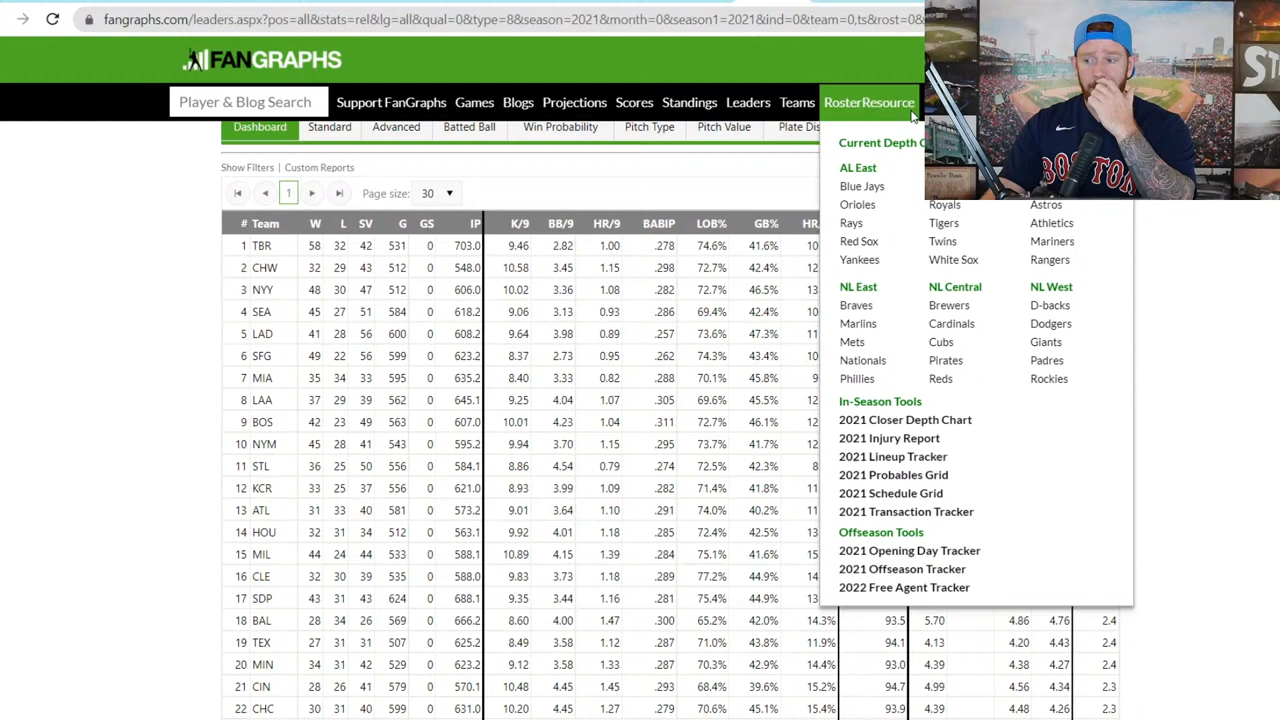 fangraphs.com/leaders.aspx?pos=all&stats=rel&lg=all&qual=0&type=8&season=2021&month=0&season1=2021&ind=0&team=0,ts&rost=0&
FANGRAPHS
Player & Blog Search Support FanGraphs Games Blogs Projections Scores Standings Leaders Teams RosterResource
Dashboard Standard Advanced Batted Ball Win Probability Pitch Type Pitch Value Plate Dis
Show Filters | Custom Reports
1 Page size: 30
# Team W L SV G GS IP K/9 BB/9 HR/9 BABIP LOB% GB% HR
1 TBR 58 32 42 531 0 703.0 9.46 2.82 1.00 .278 74.6% 41.6% 10
2 CHW 32 29 43 512 0 548.0 10.58 3.45 1.15 .298 72.7% 42.4% 12
3 NYY 48 30 47 512 0 606.0 10.02 3.36 1.08 .282 72.7% 46.5% 13
4 SEA 45 27 51 584 0 618.2 9.06 3.13 0.93 .286 69.4% 42.4% 10
5 LAD 41 28 56 600 0 608.2 9.64 3.98 0.89 .257 73.6% 47.3% 11
6 SFG 49 22 56 599 0 623.2 8.37 2.73 0.95 .262 74.3% 43.4% 10
7 MIA 35 34 33 595 0 635.2 8.40 3.33 0.82 .288 70.1% 45.8% 9
8 LAA 37 29 39 562 0 645.1 9.25 4.04 1.07 .305 69.6% 45.5% 12
9 BOS 42 23 49 563 0 607.0 10.01 4.23 1.04 .311 72.7% 46.1% 12
10 NYM 45 28 41 543 0 595.2 9.94 3.70 1.15 .295 73.7% 41.7% 12
11 STL 36 25 50 556 0 584.1 8.86 4.54 0.79 .274 72.5% 42.3% 8
12 KCR 33 25 37 556 0 621.0 8.93 3.99 1.09 .282 71.4% 41.8% 12
13 ATL 31 33 40 581 0 573.2 9.01 3.64 1.10 .291 74.0% 40.2% 11
14 HOU 32 31 34 512 0 563.1 9.92 4.01 1.18 .285 72.4% 42.5% 12
15 MIL 44 24 44 533 0 588.1 10.89 4.15 1.39 .284 75.1% 41.6% 15
16 CLE 32 30 39 535 0 588.0 9.83 3.73 1.18 .289 77.2% 44.9% 12
17 SDP 43 31 43 624 0 688.1 9.35 3.44 1.16 .281 75.4% 44.9% 12
18 BAL 28 34 26 569 0 666.2 8.60 4.00 1.47 .300 65.2% 42.0% 14.3% 93.5 5.70 4.86 4.76 2.4
19 TEX 27 31 31 507 0 625.2 8.49 3.58 1.12 .287 71.0% 43.8% 11.9% 94.1 4.13 4.20 4.43 2.4
20 MIN 34 31 42 529 0 623.2 9.12 3.58 1.33 .287 70.3% 42.9% 14.4% 93.0 4.39 4.38 4.27 2.4
21 CIN 28 26 41 579 0 570.1 10.48 4.45 1.45 .293 68.4% 39.6% 15.2% 94.7 4.99 4.56 4.34 2.3
22 CHC 30 31 40 599 0 631.0 10.20 4.45 1.27 .279 70.6% 45.1% 15.4% 93.9 4.39 4.48 4.26 2.3
Current Depth C
AL East
Blue Jays
Orioles Royals Astros
Rays Tigers Athletics
Red Sox Twins Mariners
Yankees White Sox Rangers
NL East NL Central NL West
Braves Brewers D-backs
Marlins Cardinals Dodgers
Mets Cubs Giants
Nationals Pirates Padres
Phillies Reds Rockies
In-Season Tools
2021 Closer Depth Chart
2021 Injury Report
2021 Lineup Tracker
2021 Probables Grid
2021 Schedule Grid
2021 Transaction Tracker
Offseason Tools
2021 Opening Day Tracker
2021 Offseason Tracker
2022 Free Agent Tracker
BOSTON